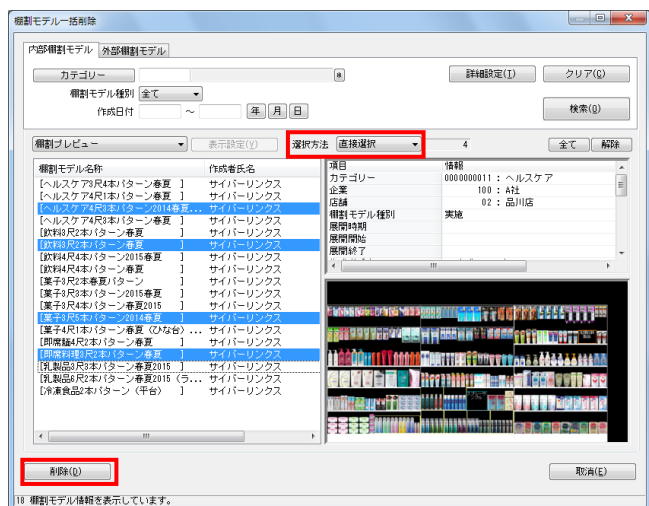 棚割モデル一括削除
内部棚割モデル 外部棚割モデル
カテゴリー * 詳細設定(I) クリア(C)
棚割モデル種別 全て
作成日付 ～ 年 月 日 検索(Q)
棚割プレビュー 表示設定(V) 選択方法 直接選択 4 全て 解除
棚割モデル名称 作成者氏名
[ヘルスケア3尺4本パターン春夏 ] サイバーリンクス
[ヘルスケア4尺1本パターン春夏 ] サイバーリンクス
[ヘルスケア4尺3本パターン2014春夏... サイバーリンクス
[ヘルスケア4尺3本パターン春夏 ] サイバーリンクス
[飲料3尺2本パターン春夏 ] サイバーリンクス
[飲料3尺2本パターン春夏 ] サイバーリンクス
[飲料4尺4本パターン2015春夏 ] サイバーリンクス
[飲料4尺4本パターン春夏 ] サイバーリンクス
[菓子3尺2本春夏パターン ] サイバーリンクス
[菓子3尺3本パターン2015春夏 ] サイバーリンクス
[菓子3尺4本パターン春夏2015 ] サイバーリンクス
[菓子3尺5本パターン2014春夏 ] サイバーリンクス
[菓子4尺1本パターン春夏（ひな台）... サイバーリンクス
[即席麺4尺2本パターン春夏 ] サイバーリンクス
[即席料理3尺2本パターン春夏 ] サイバーリンクス
[乳製品3尺3本パターン春夏2015 ] サイバーリンクス
[乳製品6尺2本パターン春夏2015（ラ... サイバーリンクス
[冷凍食品2本パターン（平台） ] サイバーリンクス
項目 情報
カテゴリー 0000000011 : ヘルスケア
企業 100 : A社
店舗 02 : 品川店
棚割モデル種別 実施
展開時期
展開開始
展開終了
削除(D) 取消(E)
18 棚割モデル情報を表示しています。